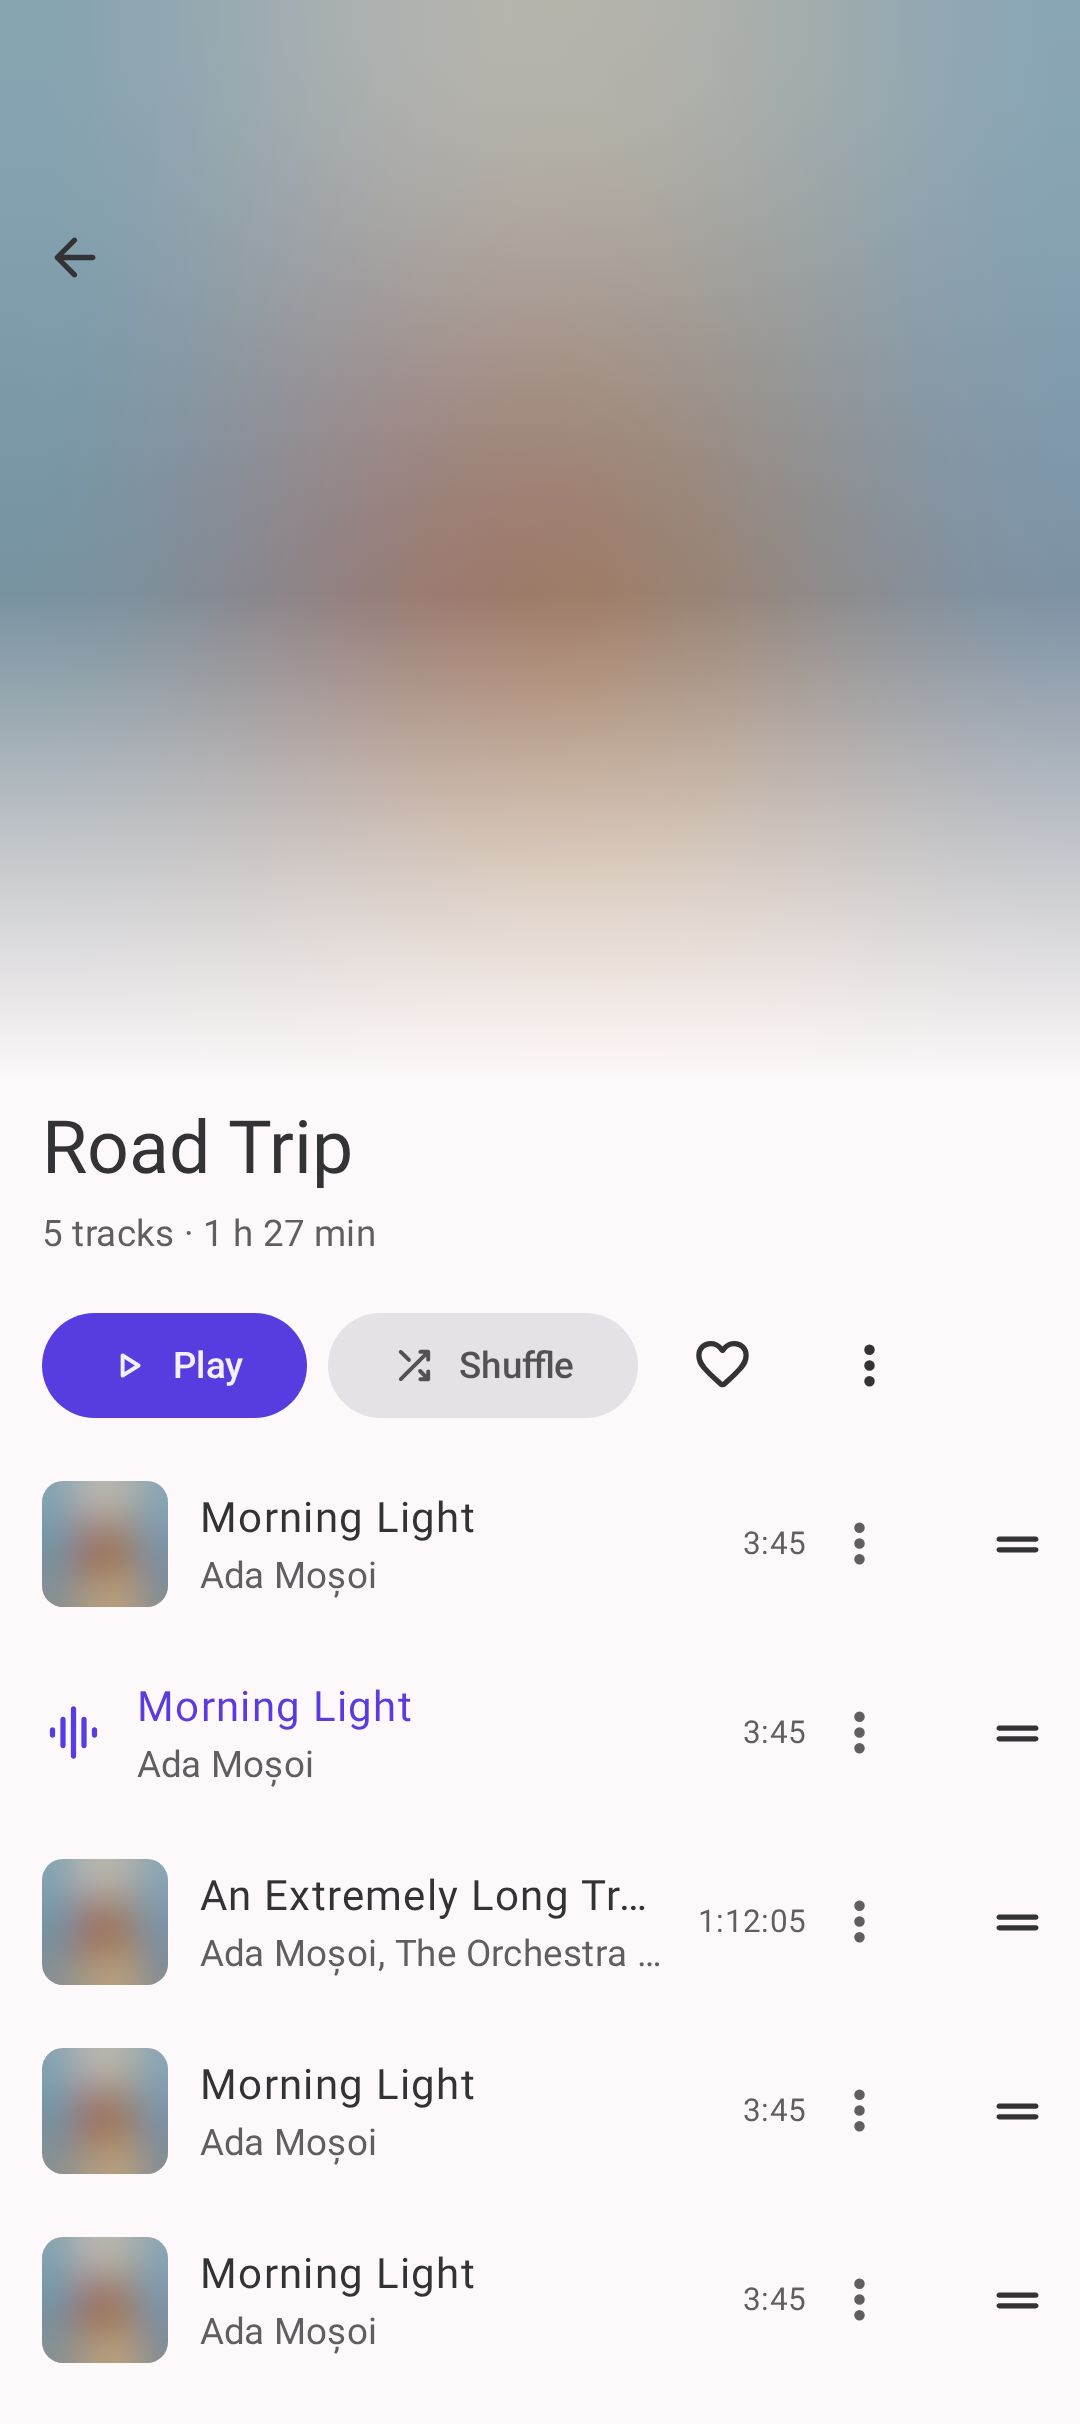 Road Trip
5 tracks · 1 h 27 min
Play
Shuffle
Morning Light
3:45
Ada Moșoi
Morning Light
3:45
Ada Moșoi
An Extremely Long Tr…
1:12:05
Ada Moșoi, The Orchestra …
Morning Light
3:45
Ada Moșoi
Morning Light
3:45
Ada Moșoi